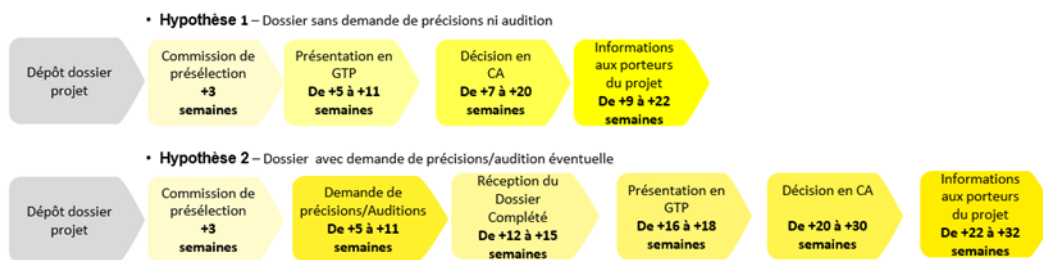 • Hypothèse 1 – Dossier sans demande de précisions ni audition
Dépôt dossier
projet
Commission de
présélection
+3
semaines
Présentation en
GTP
De +5 à +11
semaines
Décision en
CA
De +7 à +20
semaines
Informations
aux porteurs
du projet
De +9 à +22
semaines
• Hypothèse 2 – Dossier avec demande de précisions/audition éventuelle
Dépôt dossier
projet
Commission de
présélection
+3
semaines
Demande de
précisions/Auditions
De +5 à +11
semaines
Réception du
Dossier
Complété
De +12 à +15
semaines
Présentation en
GTP
De +16 à +18
semaines
Décision en CA
De +20 à +30
semaines
Informations
aux porteurs
du projet
De +22 à +32
semaines